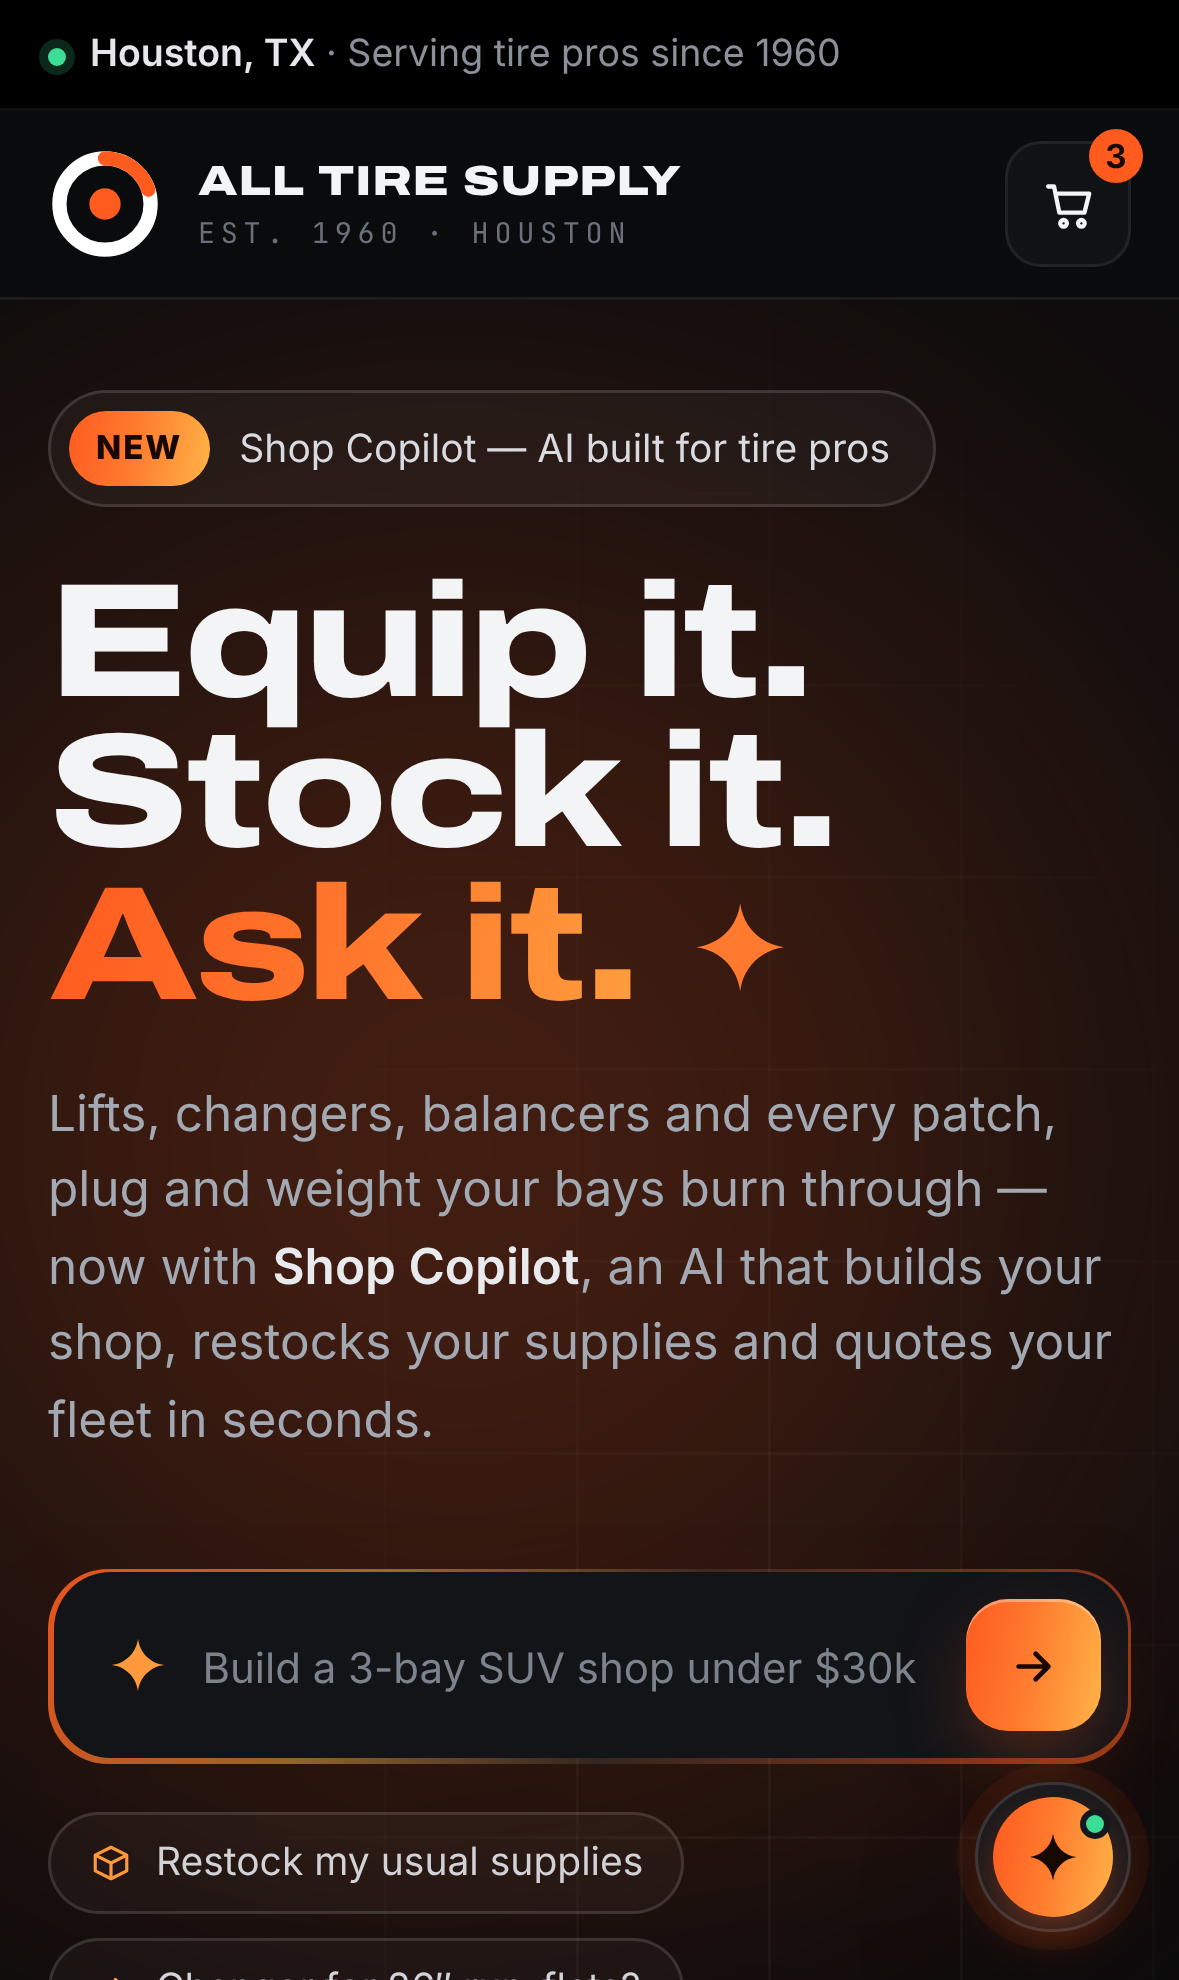 Houston, TX · Serving tire pros since 1960
ALL TIRE SUPPLY
EST. 1960 · HOUSTON
3
NEW Shop Copilot — AI built for tire pros
Equip it.
Stock it.
Ask it.
Lifts, changers, balancers and every patch,
plug and weight your bays burn through —
now with Shop Copilot, an AI that builds your
shop, restocks your supplies and quotes your
fleet in seconds.
Build a 3-bay SUV shop under $30k
Restock my usual supplies